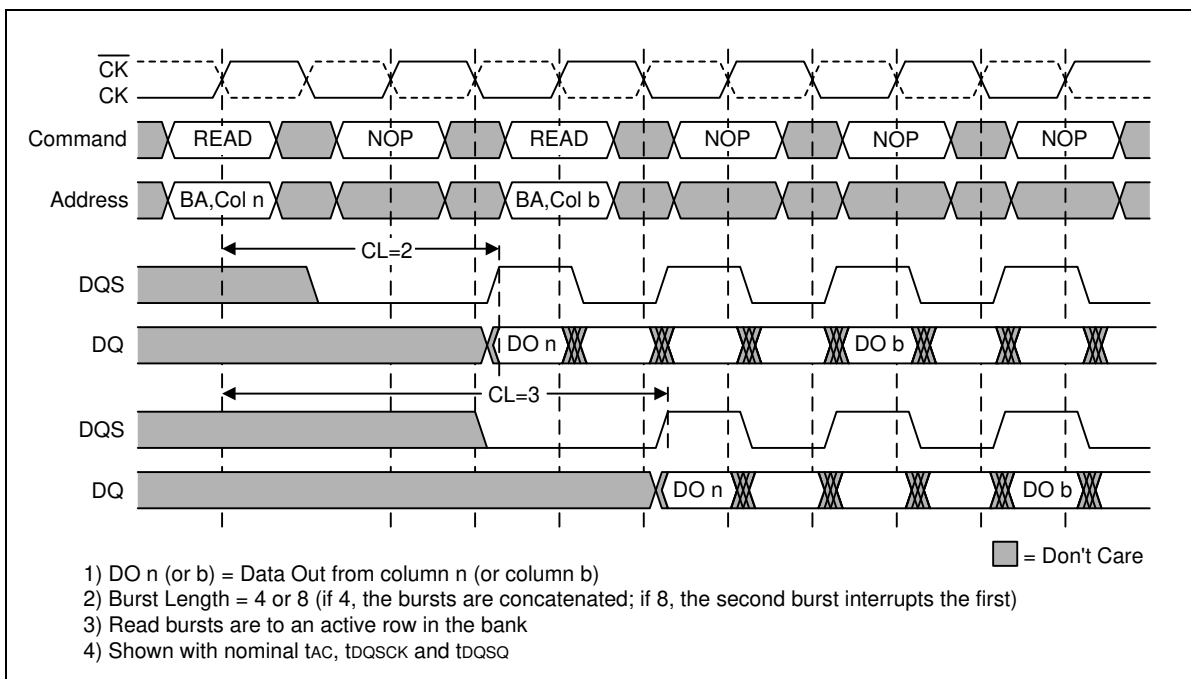 CK
CK
Command READ NOP READ NOP NOP NOP
Address BA,Col n BA,Col b
CL=2
DQS
DQ DO n DO b
CL=3
DQS
DQ DO n DO b
= Don't Care
1) DO n (or b) = Data Out from column n (or column b)
2) Burst Length = 4 or 8 (if 4, the bursts are concatenated; if 8, the second burst interrupts the first)
3) Read bursts are to an active row in the bank
4) Shown with nominal tAC, tDQSCK and tDQSQ